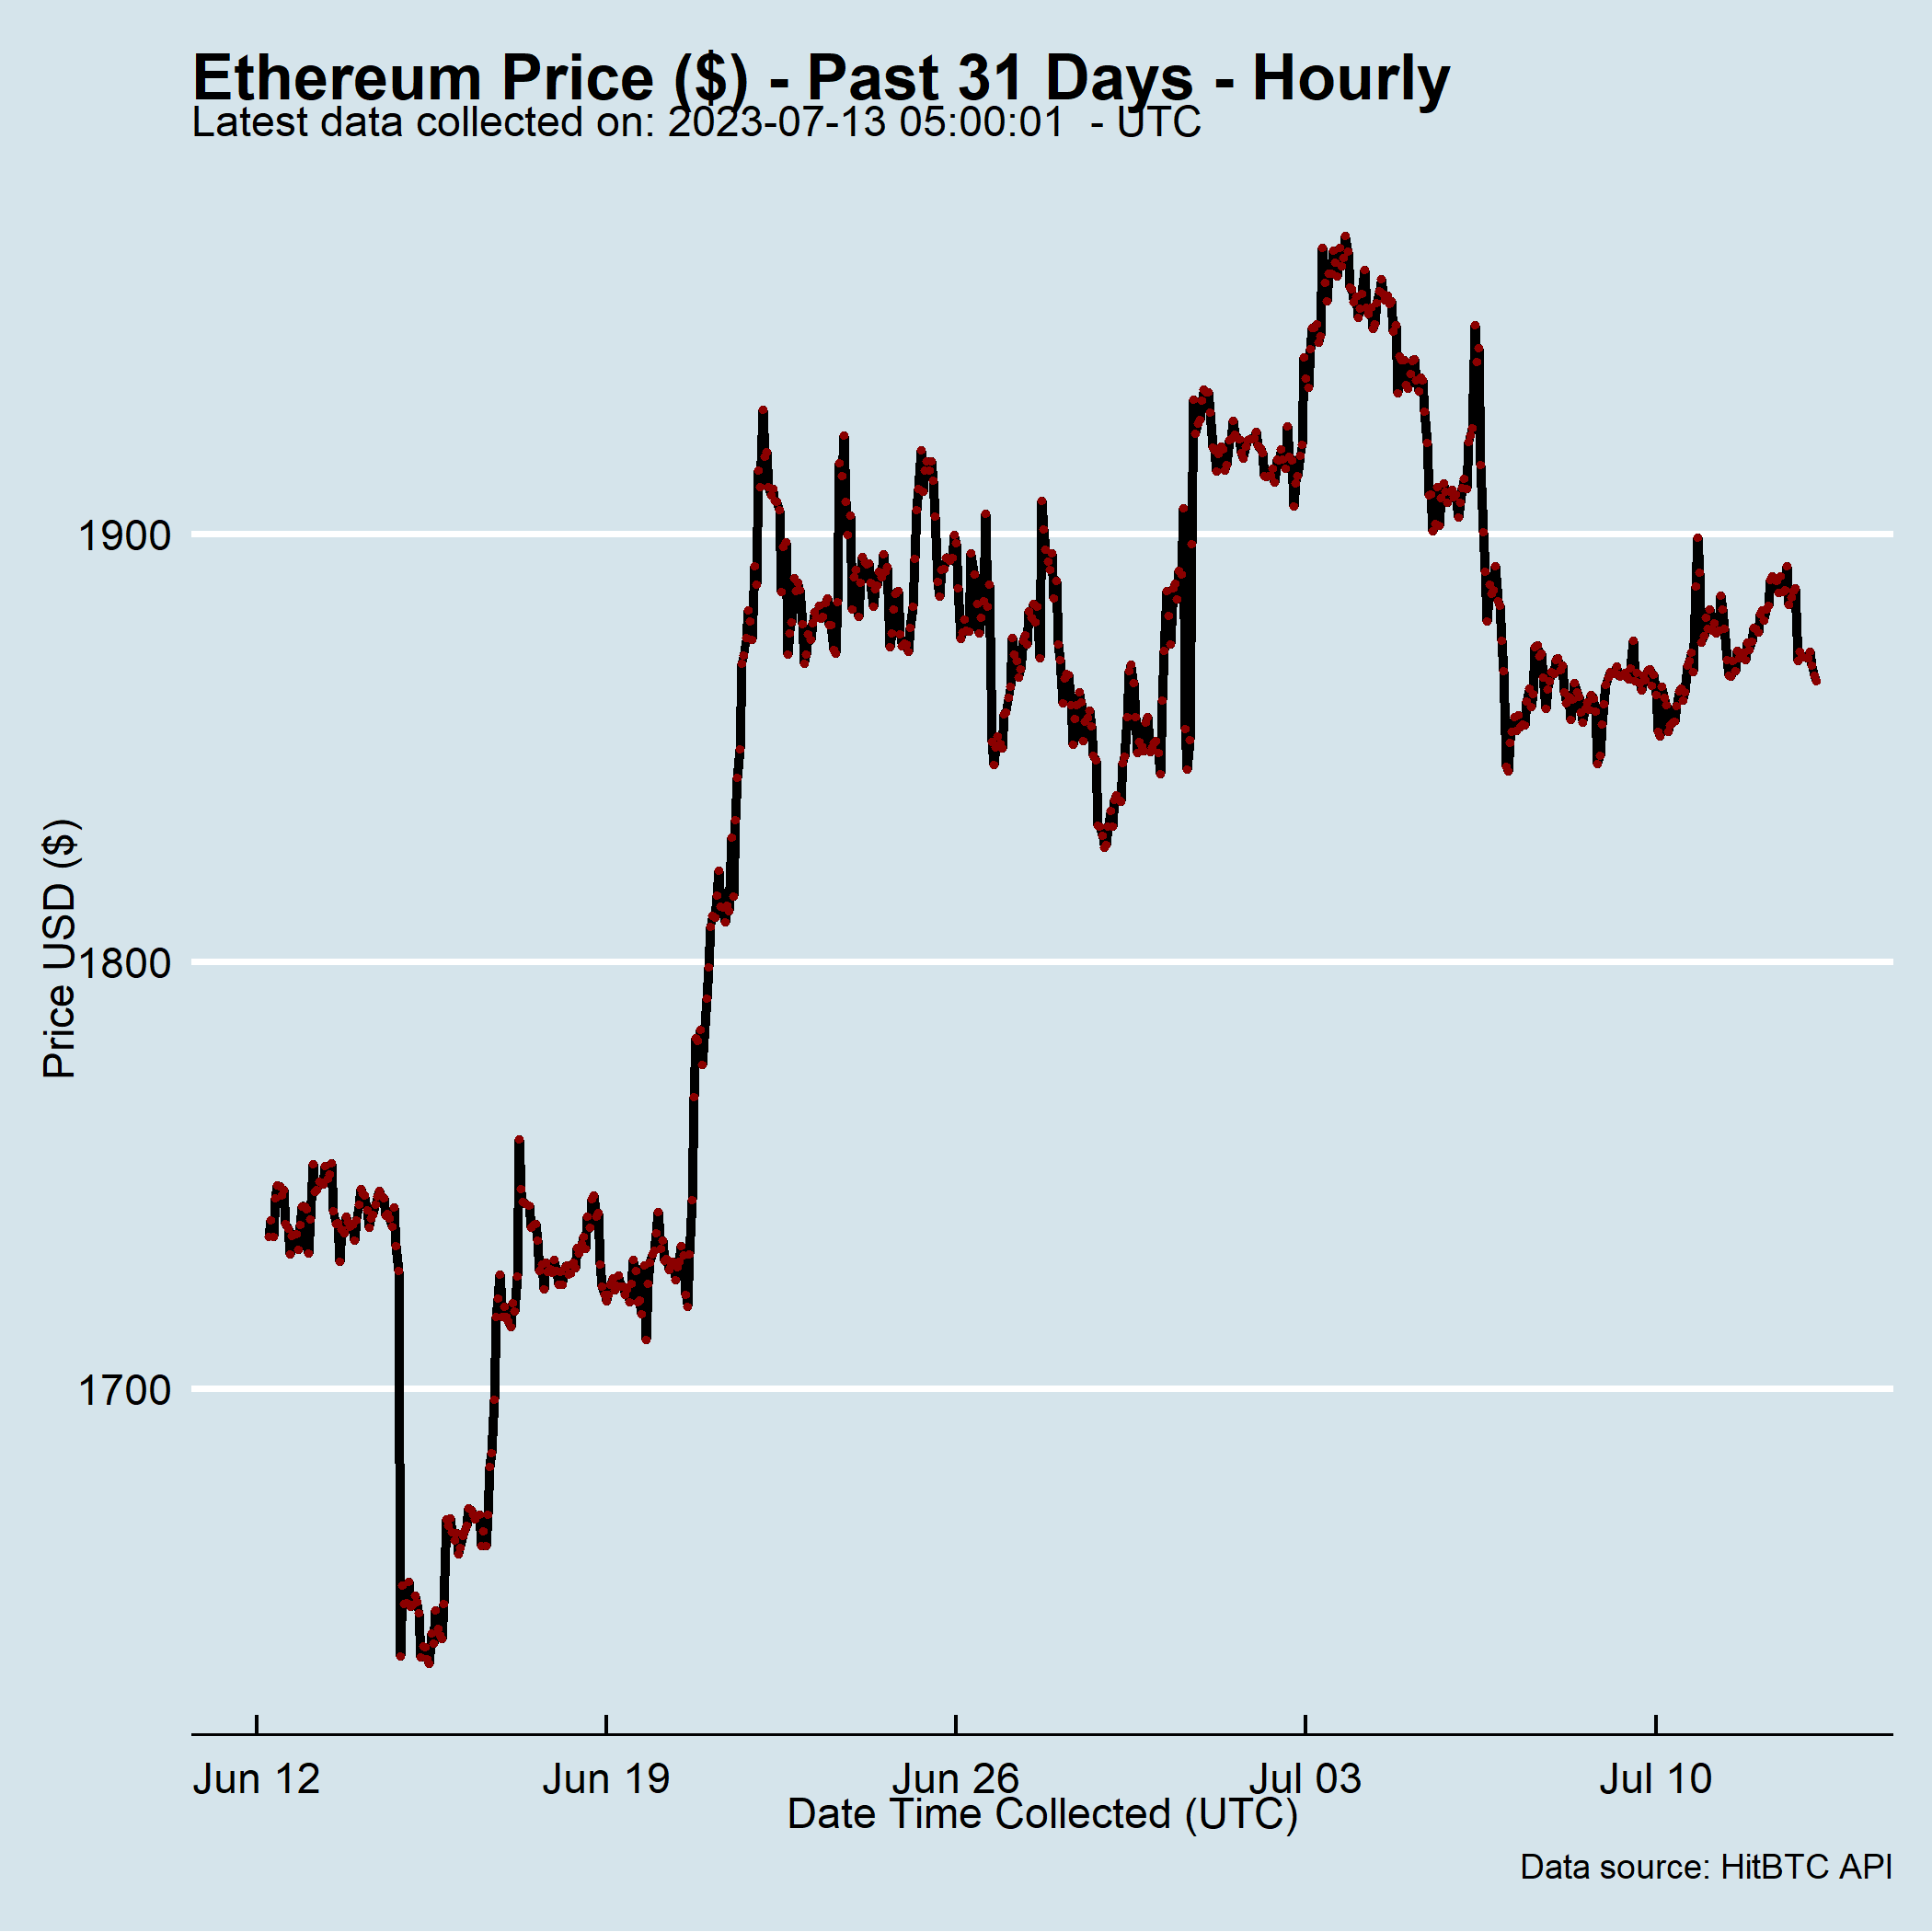 Ethereum Price ($) - Past 31 Days - Hourly
Latest data collected on: 2023-07-13 05:00:01  - UTC
Price USD ($)
1900
1800
1700
Jun 12
Jun 19
Jun 26
Jul 03
Jul 10
Date Time Collected (UTC)
Data source: HitBTC API